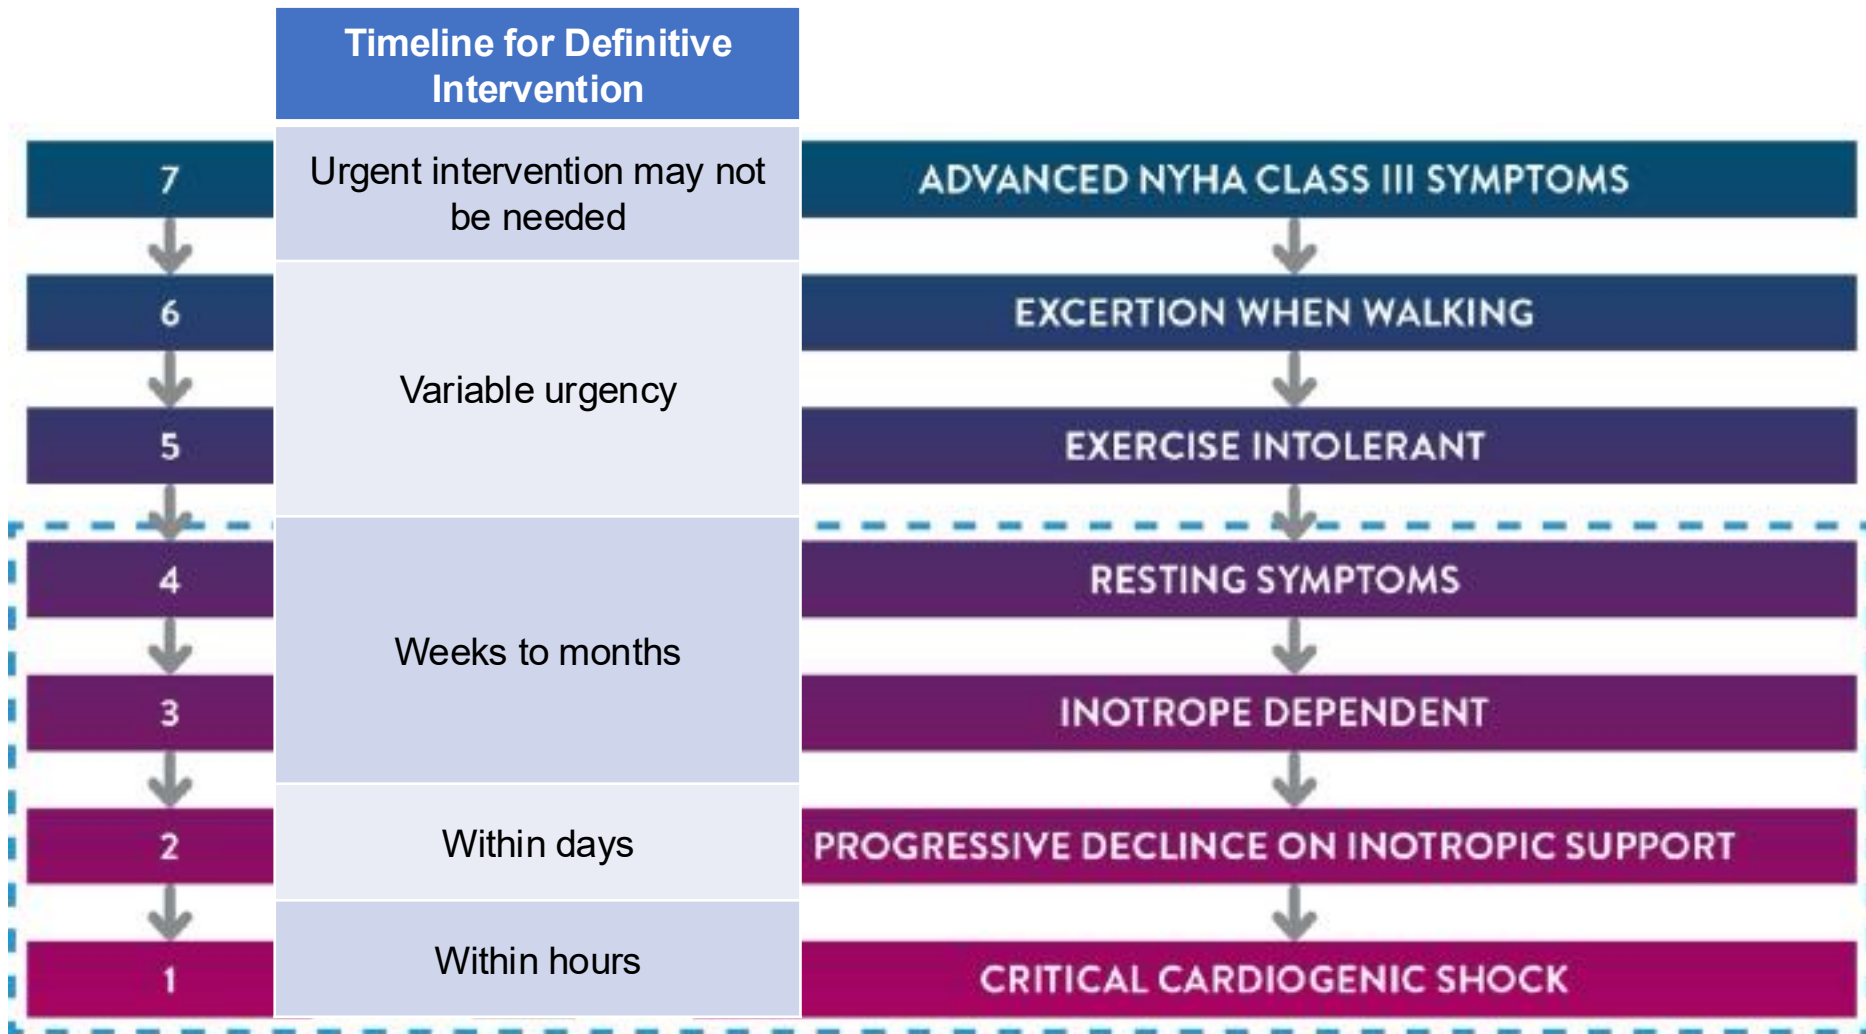 Timeline for Definitive
Intervention
7
Urgent intervention may not
be needed
ADVANCED NYHA CLASS III SYMPTOMS
6
EXCERTION WHEN WALKING
Variable urgency
5
EXERCISE INTOLERANT
4
RESTING SYMPTOMS
Weeks to months
3
INOTROPE DEPENDENT
2
Within days
PROGRESSIVE DECLINCE ON INOTROPIC SUPPORT
1
Within hours
CRITICAL CARDIOGENIC SHOCK